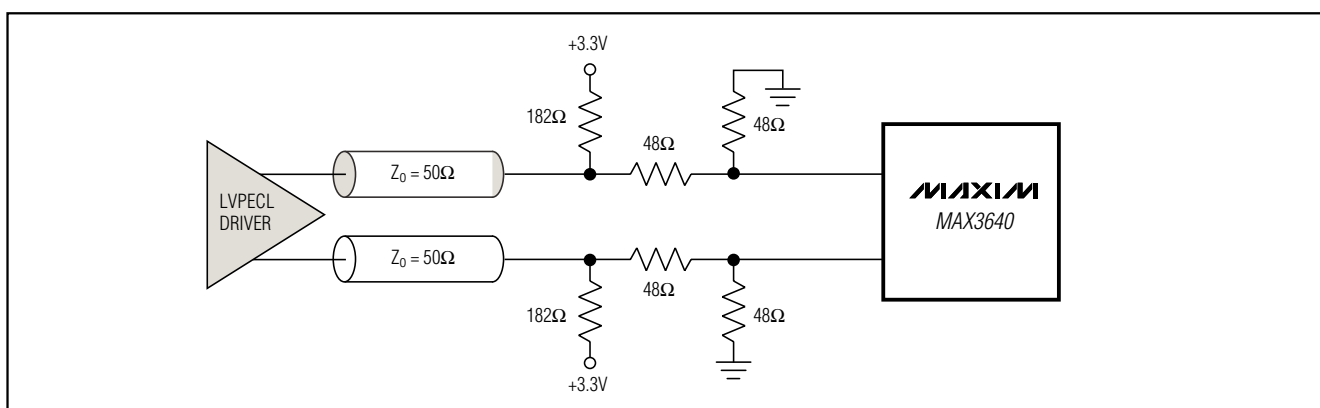 +3.3V
182Ω
48Ω
48Ω
Z0 = 50Ω
LVPECL
DRIVER
MAXIM
MAX3640
Z0 = 50Ω
48Ω
182Ω
48Ω
+3.3V